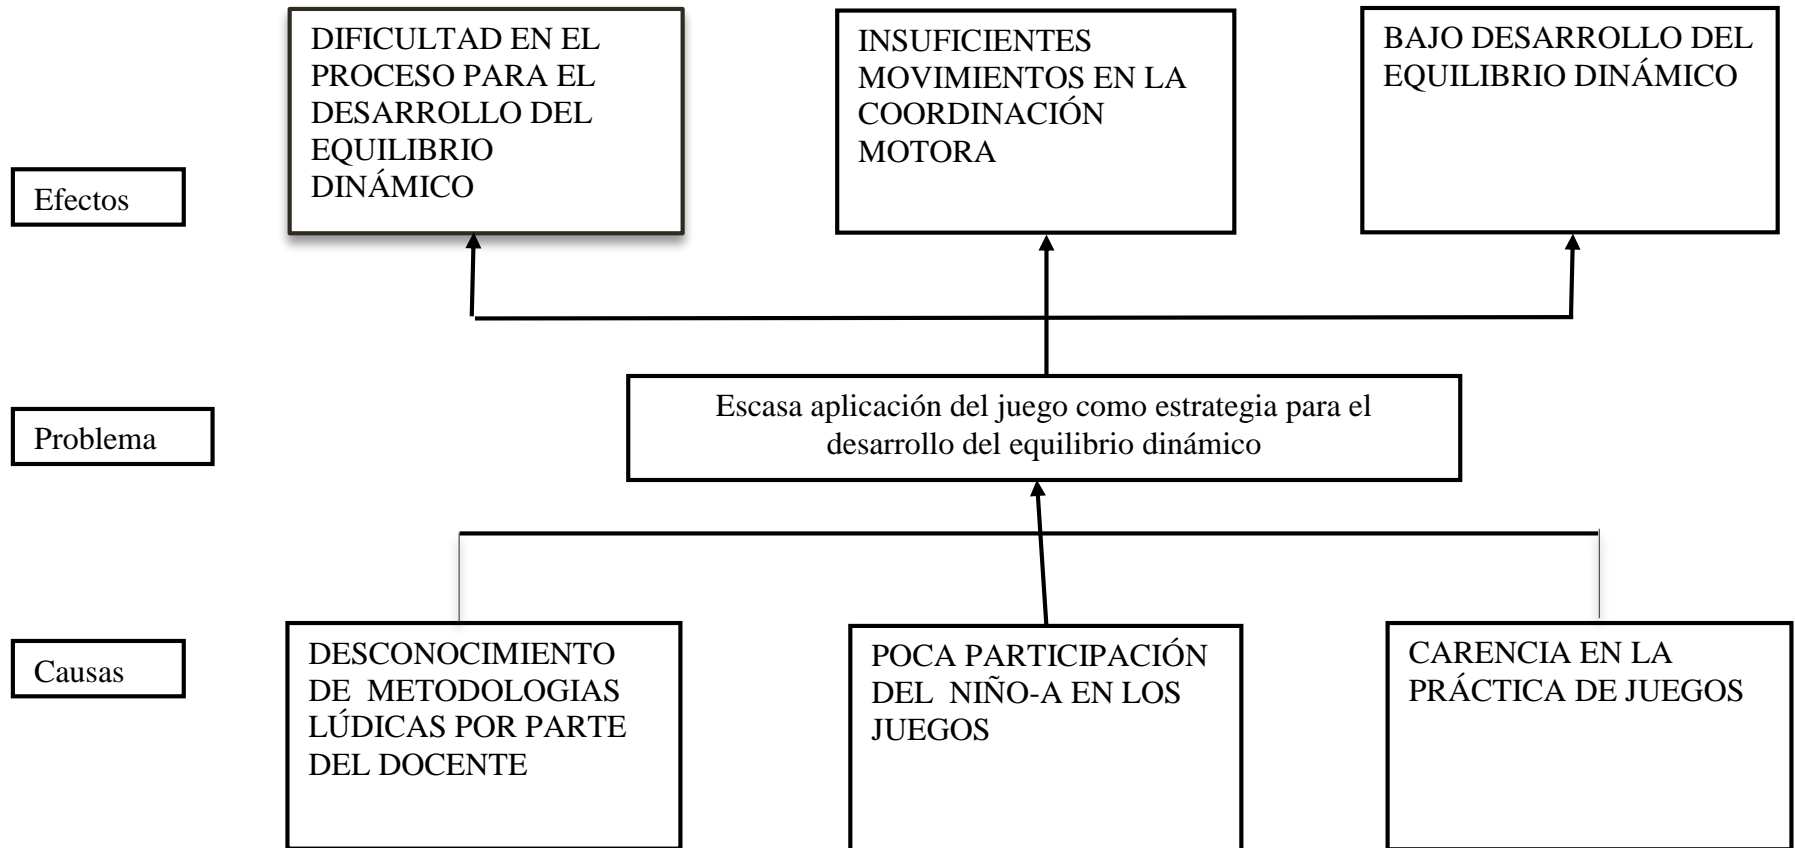 DIFICULTAD EN EL
PROCESO PARA EL
DESARROLLO DEL
EQUILIBRIO
DINÁMICO
INSUFICIENTES
MOVIMIENTOS EN LA
COORDINACIÓN
MOTORA
BAJO DESARROLLO DEL
EQUILIBRIO DINÁMICO
Efectos
Problema
Escasa aplicación del juego como estrategia para el
desarrollo del equilibrio dinámico
Causas
DESCONOCIMIENTO
DE METODOLOGIAS
LÚDICAS POR PARTE
DEL DOCENTE
POCA PARTICIPACIÓN
DEL NIÑO-A EN LOS
JUEGOS
CARENCIA EN LA
PRÁCTICA DE JUEGOS